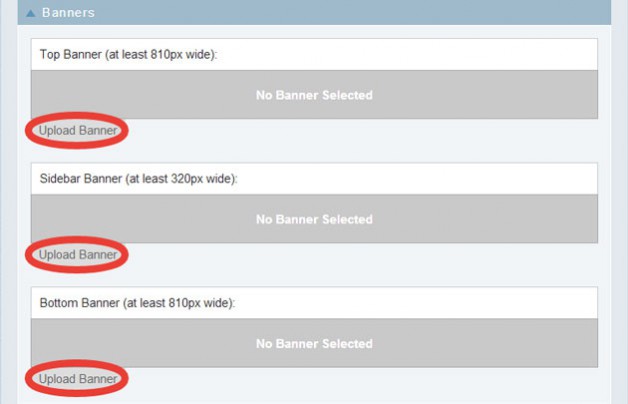 Banners
Top Banner (at least 810px wide):
No Banner Selected
Upload Banner
Sidebar Banner (at least 320px wide):
No Banner Selected
Upload Banner
Bottom Banner (at least 810px wide):
No Banner Selected
Upload Banner